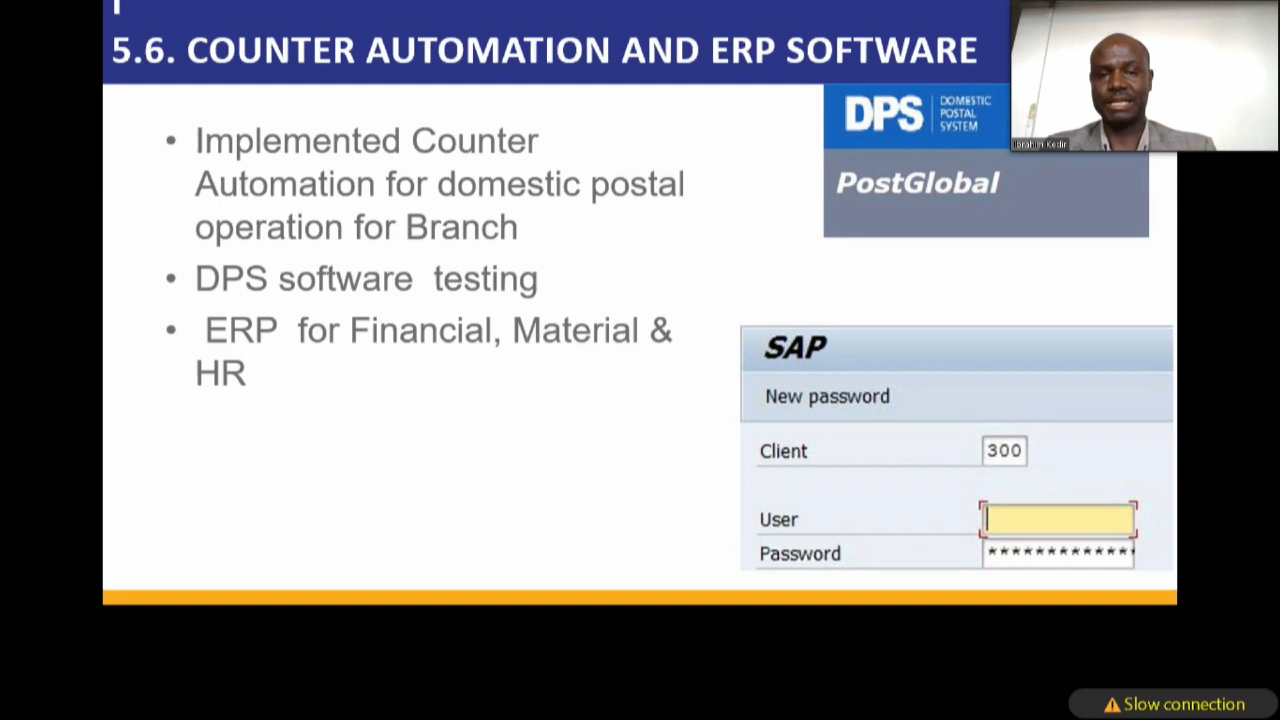 5.6. COUNTER AUTOMATION AND ERP SOFTWARE
• Implemented Counter
Automation for domestic postal
operation for Branch
• DPS software testing
• ERP for Financial, Material &
HR
DPS
DOMESTIC
POSTAL
SYSTEM
PostGlobal
Ibrahim Kedir
SAP
New password
Client 300
User
Password ************
Slow connection